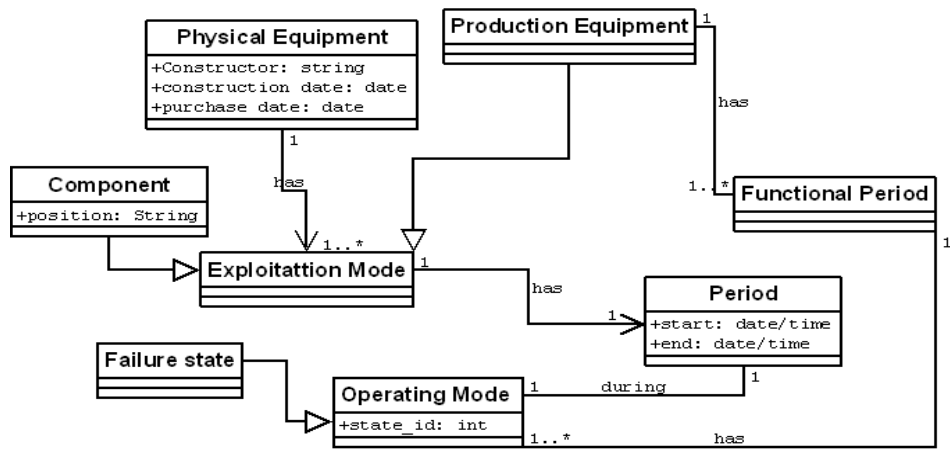 Physical Equipment
+Constructor: string
+construction date: date
+purchase date: date
1
has
1..*
Production Equipment
1
has
1..*
Component
+position: String
Functional Period
1
Exploitattion Mode
1
has
1
Period
+start: date/time
+end: date/time
1
Failure state
Operating Mode
+state_id: int
1
during
1..*
has